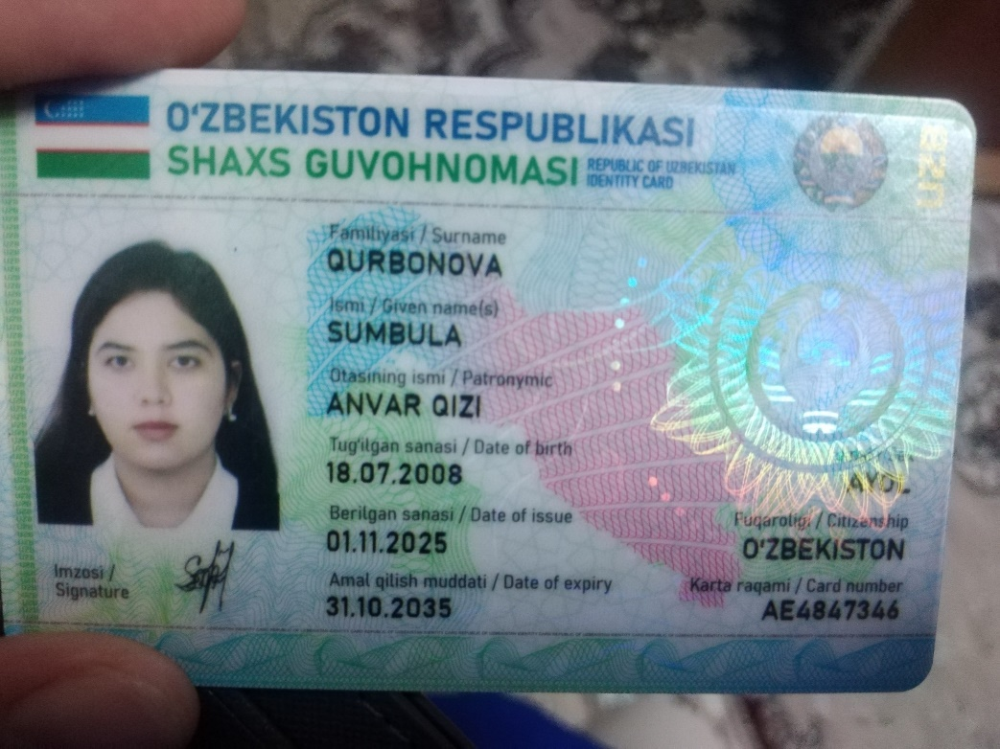 O‘ZBEKISTON RESPUBLIKASI
SHAXS GUVOHNOMASI
REPUBLIC OF UZBEKISTAN
IDENTITY CARD
Familiyasi / Surname
QURBONOVA
Ismi / Given name(s)
SUMBULA
Otasining ismi / Patronymic
ANVAR QIZI
Tug‘ilgan sanasi / Date of birth
18.07.2008
Berilgan sanasi / Date of issue
01.11.2025
Fuqaroligi / Citizenship
O‘ZBEKISTON
Imzosi /
Signature
Amal qilish muddati / Date of expiry
31.10.2035
Karta raqami / Card number
AE4847346